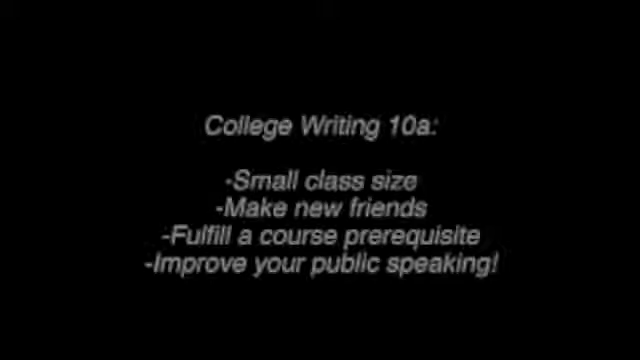 College Writing 10a:
-Small class size
-Make new friends
-Fulfill a course prerequisite
-Improve your public speaking!